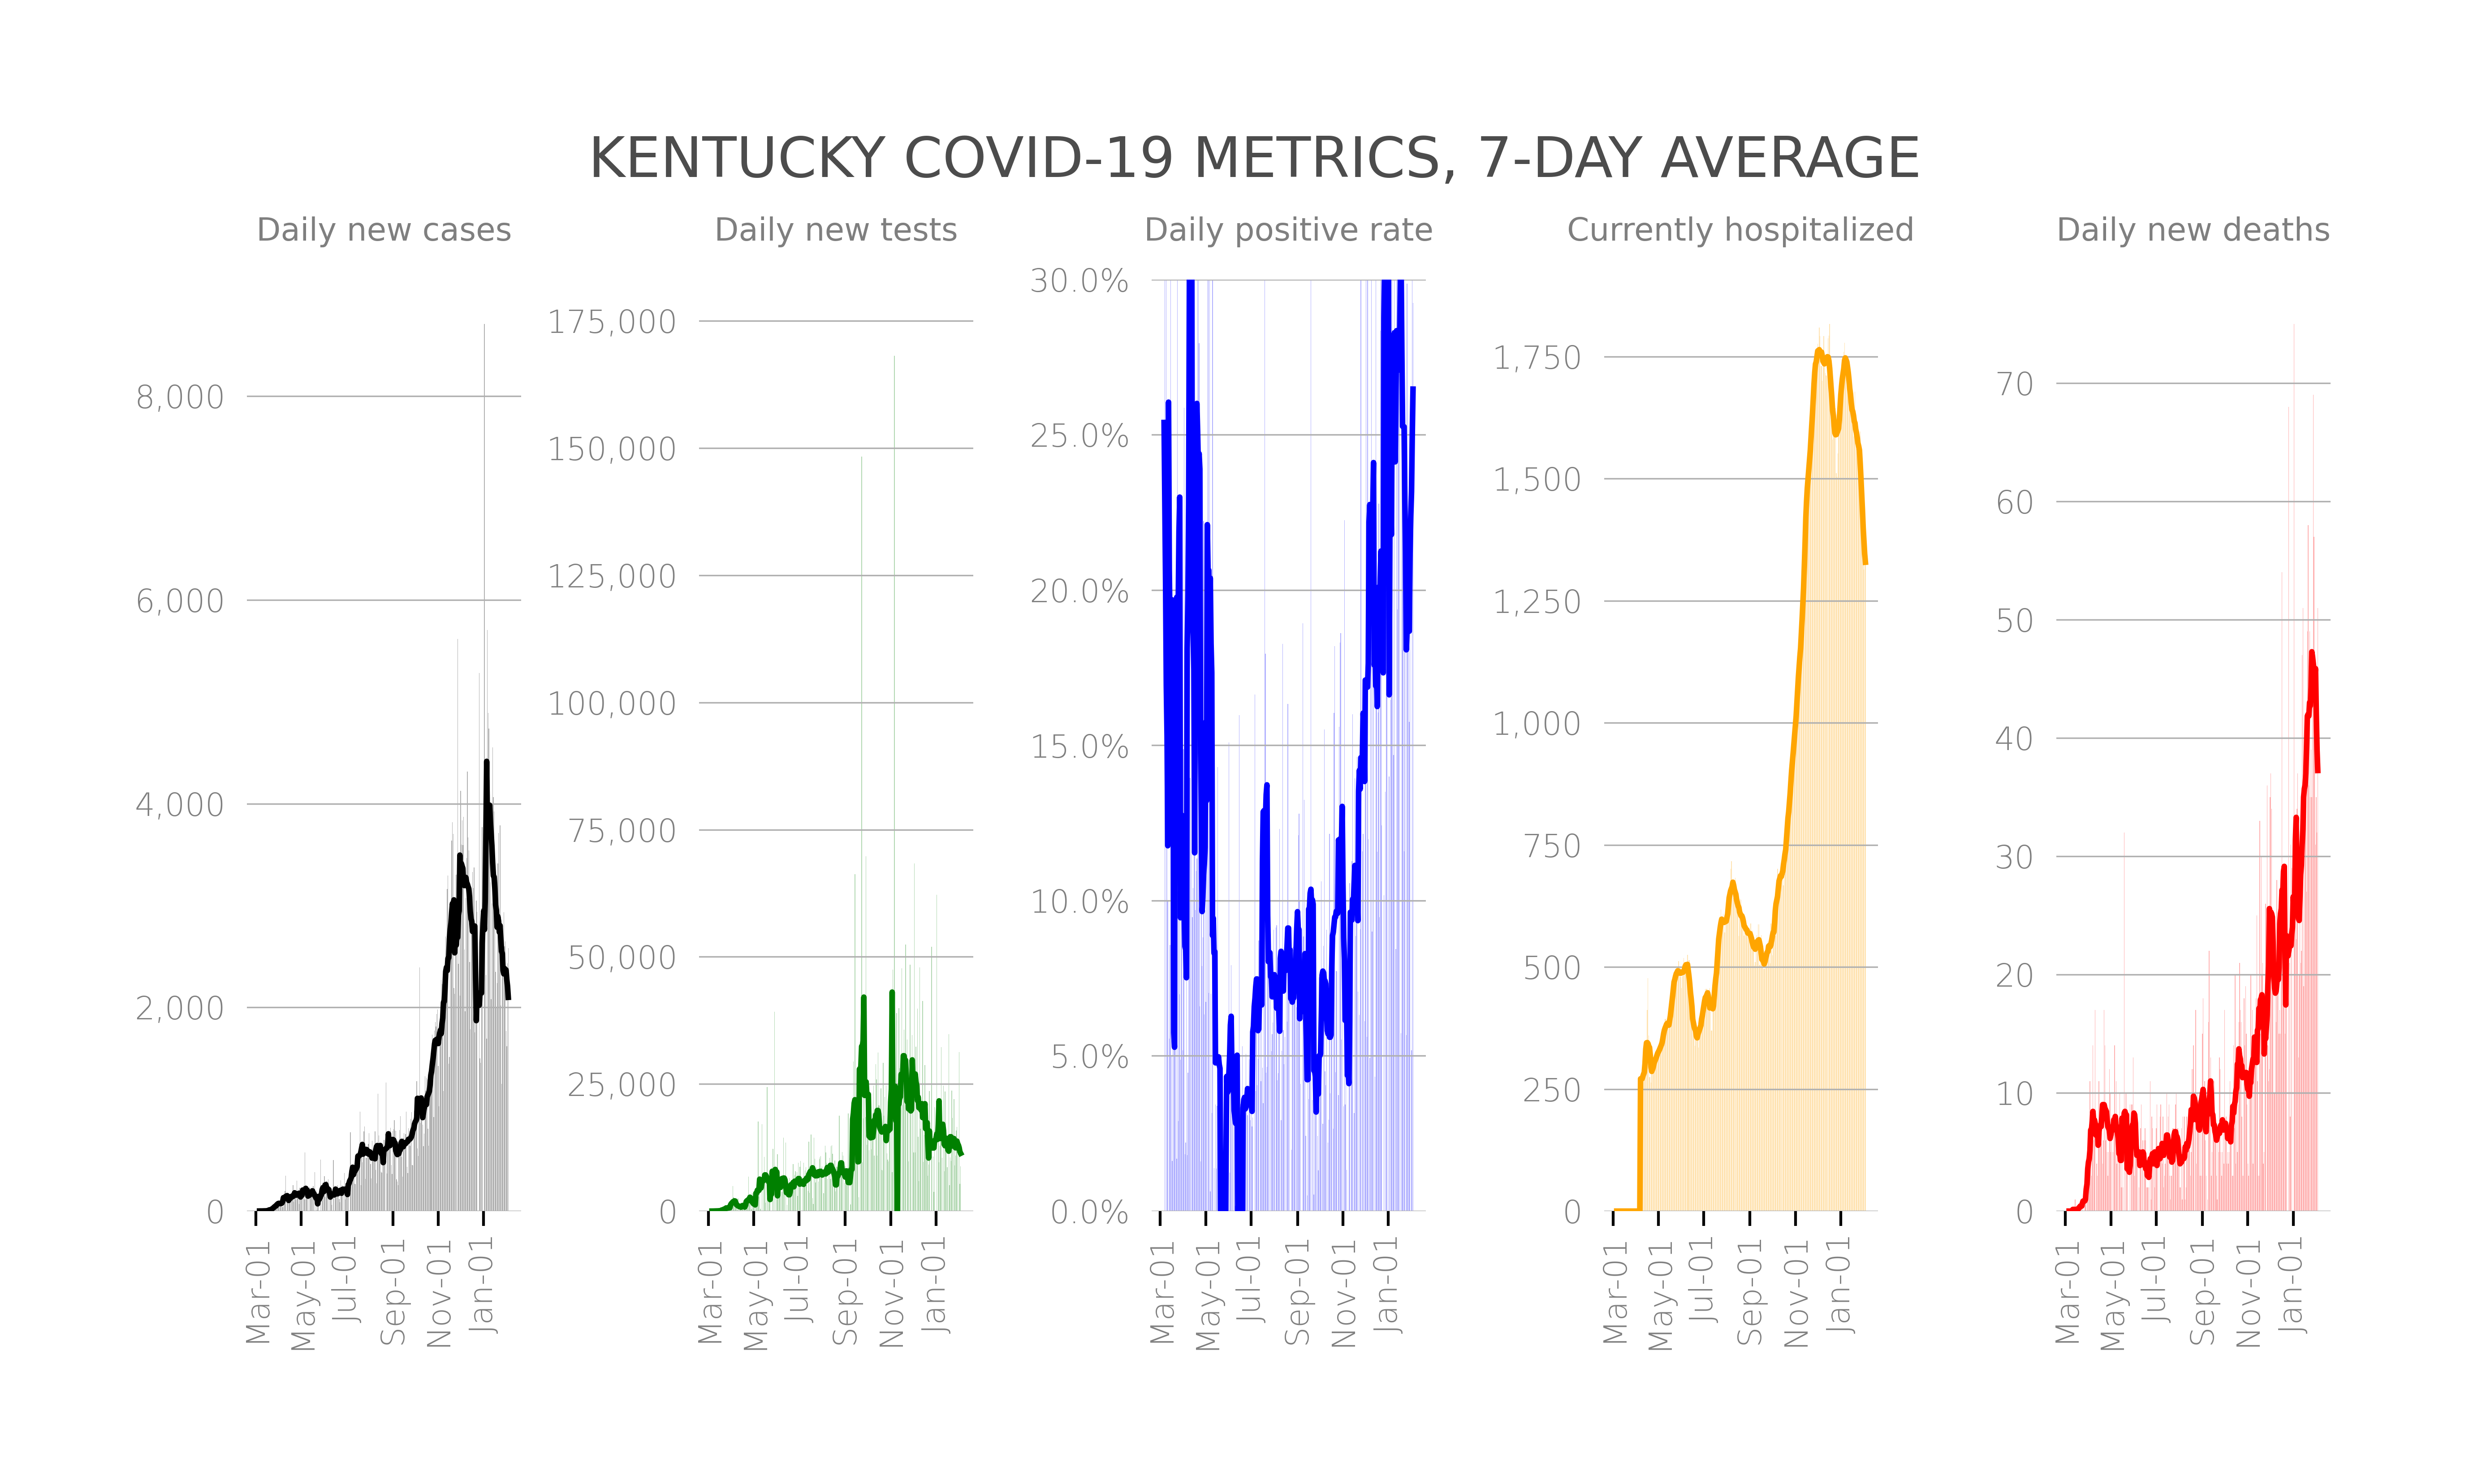 KENTUCKY COVID-19 METRICS, 7-DAY AVERAGE
Daily new cases
8,000
6,000
4,000
2,000
0
Mar-01
May-01
Jul-01
Sep-01
Nov-01
Jan-01
Daily new tests
175,000
150,000
125,000
100,000
75,000
50,000
25,000
0
Mar-01
May-01
Jul-01
Sep-01
Nov-01
Jan-01
Daily positive rate
30.0%
25.0%
20.0%
15.0%
10.0%
5.0%
0.0%
Mar-01
May-01
Jul-01
Sep-01
Nov-01
Jan-01
Currently hospitalized
1,750
1,500
1,250
1,000
750
500
250
0
Mar-01
May-01
Jul-01
Sep-01
Nov-01
Jan-01
Daily new deaths
70
60
50
40
30
20
10
0
Mar-01
May-01
Jul-01
Sep-01
Nov-01
Jan-01